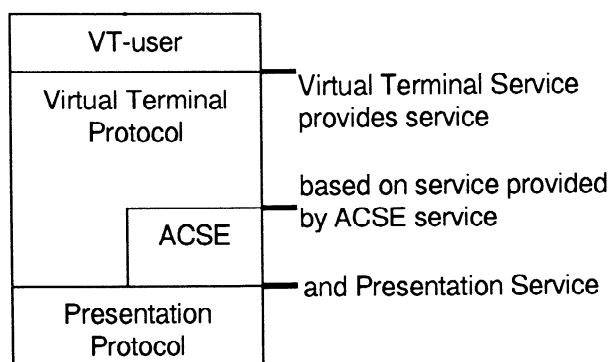 VT-user
Virtual Terminal
Protocol
Virtual Terminal Service
provides service
based on service provided
by ACSE service
ACSE
and Presentation Service
Presentation
Protocol